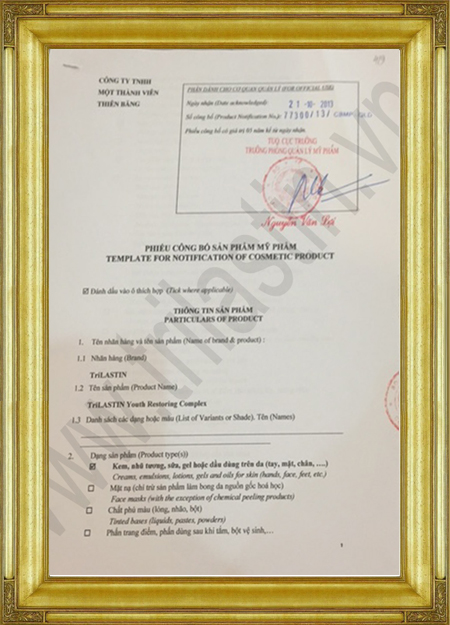 CÔNG TY TNHH
MỘT THÀNH VIÊN
THIÊN BĂNG
PHẦN DÀNH CHO CƠ QUAN QUẢN LÝ (FOR OFFICIAL USE)
Ngày nhận (Date acknowledged): 21-10-2013
Số công bố (Product Notification No.): 77300/13/CBMP-QLD
Phiếu công bố có giá trị 05 năm kể từ ngày nhận.
TUQ. CỤC TRƯỞNG
TRƯỞNG PHÒNG QUẢN LÝ MỸ PHẨM
Nguyễn Văn Lợi
PHIẾU CÔNG BỐ SẢN PHẨM MỸ PHẨM
TEMPLATE FOR NOTIFICATION OF COSMETIC PRODUCT
☑ Đánh dấu vào ô thích hợp (Tick where applicable)
THÔNG TIN SẢN PHẨM
PARTICULARS OF PRODUCT
1. Tên nhãn hàng và tên sản phẩm (Name of brand & product) :
1.1 Nhãn hàng (Brand)
TriLASTIN
1.2 Tên sản phẩm (Product Name)
TriLASTIN Youth Restoring Complex
1.3 Danh sách các dạng hoặc màu (List of Variants or Shade). Tên (Names)
2. Dạng sản phẩm (Product type(s))
☑ Kem, nhũ tương, sữa, gel hoặc dầu dùng trên da (tay, mặt, chân, ....)
Creams, emulsions, lotions, gels and oils for skin (hands, face, feet, etc.)
☐ Mặt nạ (chỉ trừ sản phẩm làm bong da nguồn gốc hoá học)
Face masks (with the exception of chemical peeling products)
☐ Chất phủ màu (lỏng, nhão, bột)
Tinted bases (liquids, pastes, powders)
☐ Phấn trang điểm, phấn dùng sau khi tắm, bột vệ sinh,...
www.trilastin.vn